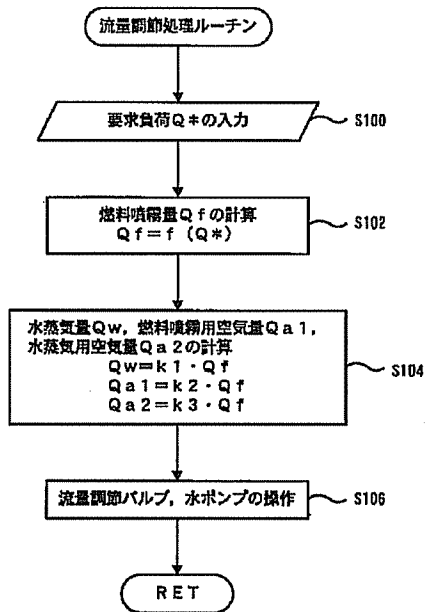 流量調節処理ルーチン
要求負荷Q*の入力
S100
燃料噴霧量Qfの計算
Qf=f(Q*)
S102
水蒸気量Qw,燃料噴霧用空気量Qa1,
水蒸気用空気量Qa2の計算
Qw=k1・Qf
Qa1=k2・Qf
Qa2=k3・Qf
S104
流量調節バルブ,水ポンプの操作
S106
RET